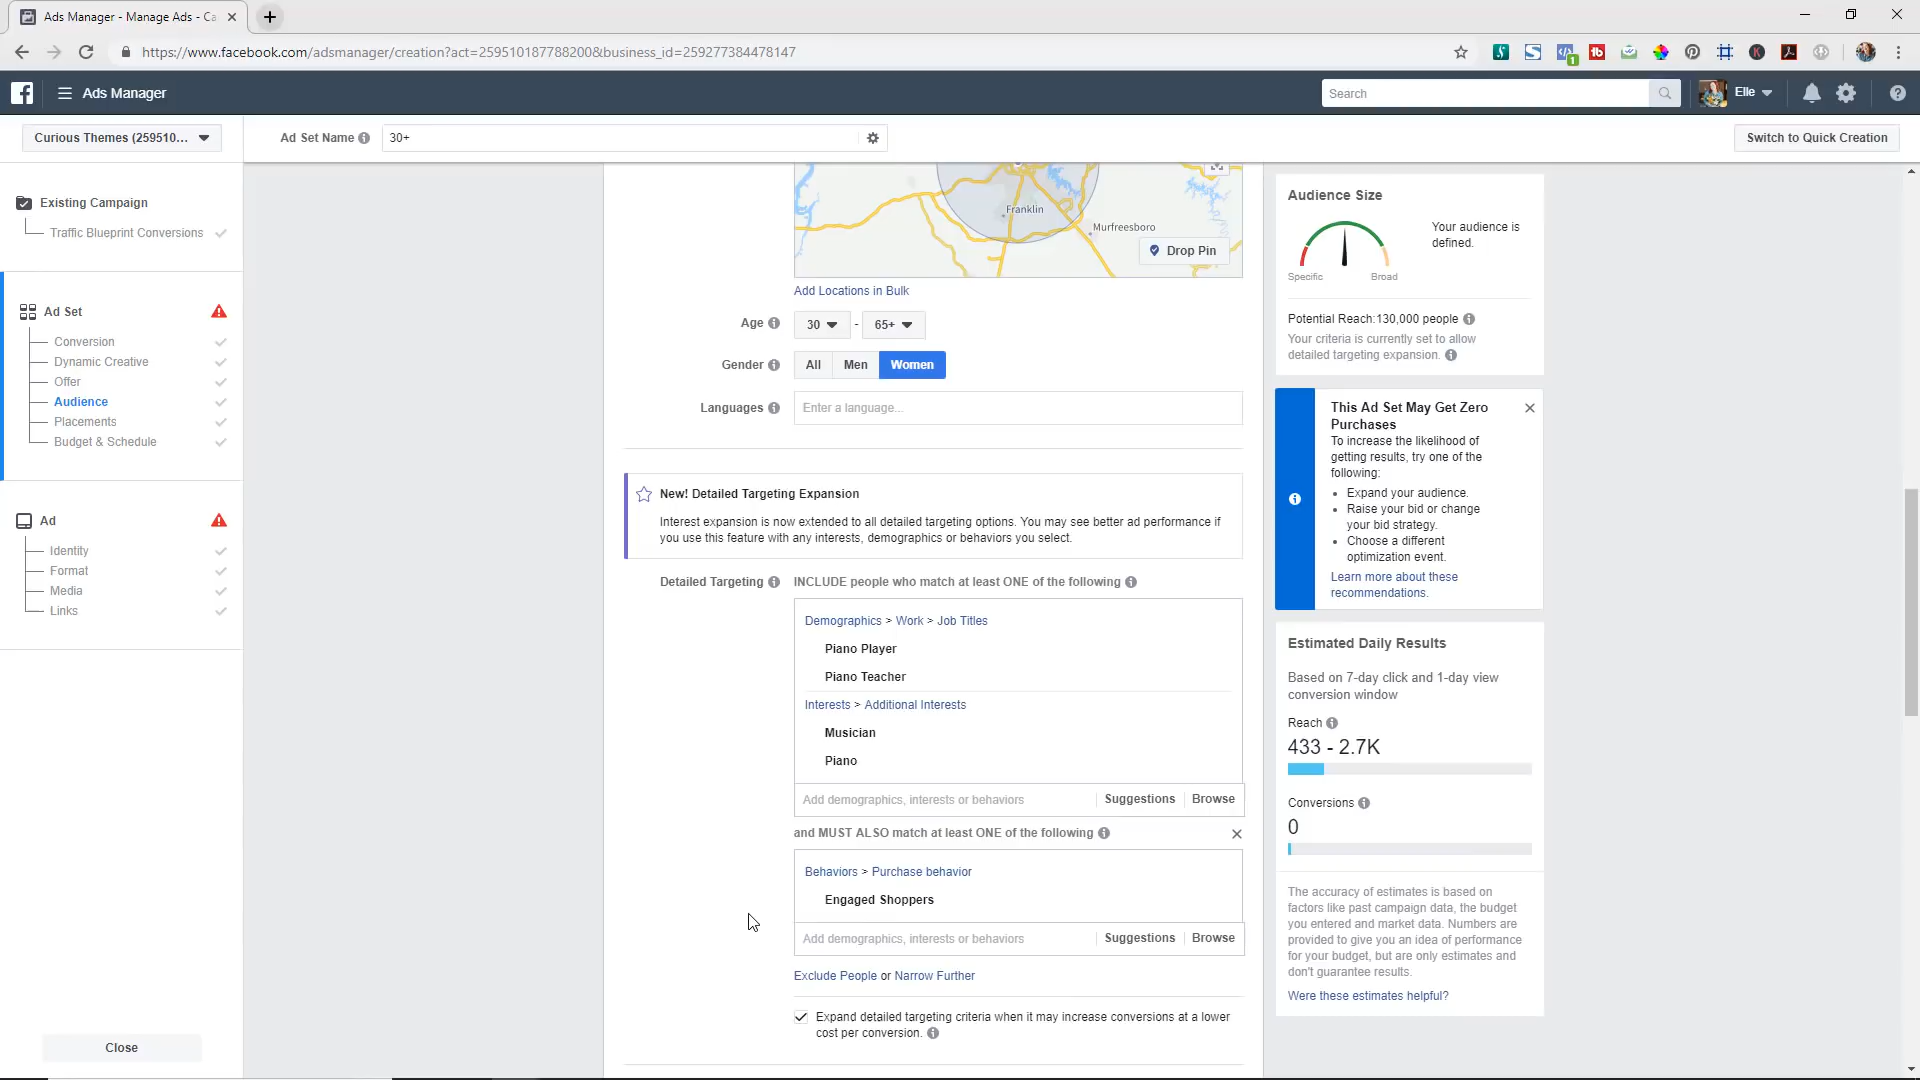 Ads Manager - Manage Ads - Ca
https://www.facebook.com/adsmanager/creation?act=259510187788200&business_id=259277384478147
Ads Manager
Search
Elle
Curious Themes (259510...
Ad Set Name
30+
Switch to Quick Creation
Existing Campaign
Traffic Blueprint Conversions
Ad Set
Conversion
Dynamic Creative
Offer
Audience
Placements
Budget & Schedule
Ad
Identity
Format
Media
Links
Close
Franklin
Murfreesboro
Drop Pin
Add Locations in Bulk
Age
30
-
65+
Gender
All
Men
Women
Languages
Enter a language...
New! Detailed Targeting Expansion
Interest expansion is now extended to all detailed targeting options. You may see better ad performance if
you use this feature with any interests, demographics or behaviors you select.
Detailed Targeting
INCLUDE people who match at least ONE of the following
Demographics > Work > Job Titles
Piano Player
Piano Teacher
Interests > Additional Interests
Musician
Piano
Add demographics, interests or behaviors
Suggestions
Browse
and MUST ALSO match at least ONE of the following
Behaviors > Purchase behavior
Engaged Shoppers
Add demographics, interests or behaviors
Suggestions
Browse
Exclude People or Narrow Further
Expand detailed targeting criteria when it may increase conversions at a lower
cost per conversion.
Audience Size
Your audience is
defined.
Specific
Broad
Potential Reach:130,000 people
Your criteria is currently set to allow
detailed targeting expansion.
This Ad Set May Get Zero
Purchases
To increase the likelihood of
getting results, try one of the
following:
Expand your audience.
Raise your bid or change
your bid strategy.
Choose a different
optimization event.
Learn more about these
recommendations.
Estimated Daily Results
Based on 7-day click and 1-day view
conversion window
Reach
433 - 2.7K
Conversions
0
The accuracy of estimates is based on
factors like past campaign data, the budget
you entered and market data. Numbers are
provided to give you an idea of performance
for your budget, but are only estimates and
don't guarantee results.
Were these estimates helpful?